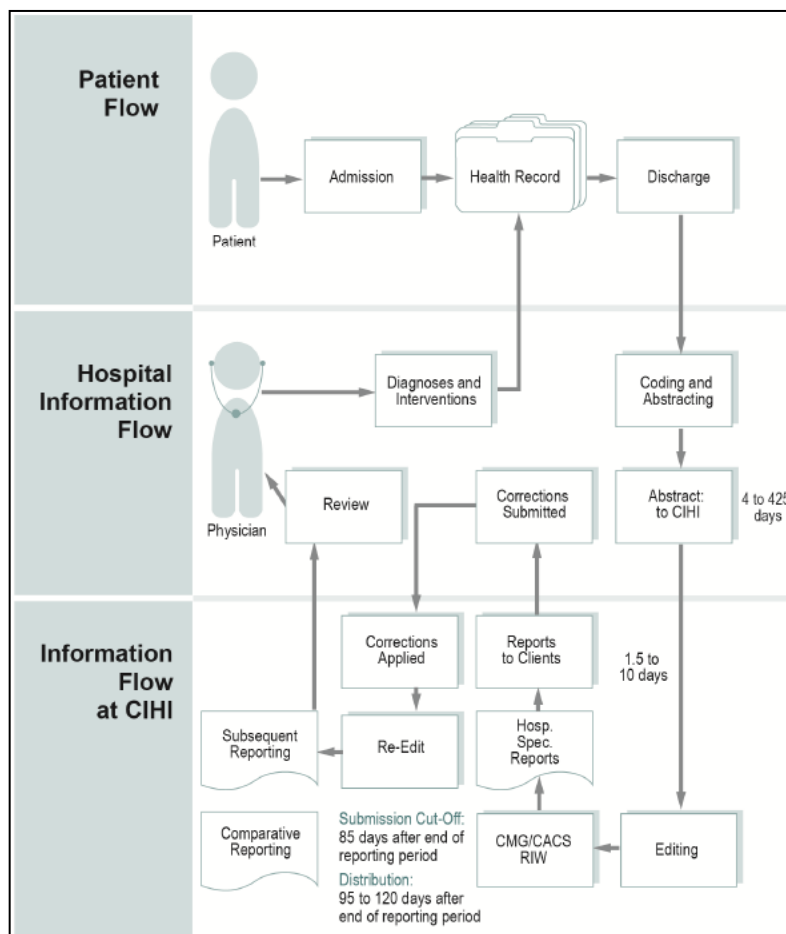 Patient
Flow
Admission
Health Record
Discharge
Patient
Hospital
Information
Flow
Diagnoses and
Interventions
Coding and
Abstracting
Physician
Review
Corrections
Submitted
Abstract:
to CIHI
4 to 425
days
Information
Flow
at CIHI
Corrections
Applied
Reports
to Clients
1.5 to
10 days
Subsequent
Reporting
Re-Edit
Hosp.
Spec.
Reports
Comparative
Reporting
Submission Cut-Off:
85 days after end of
reporting period
Distribution:
95 to 120 days after
end of reporting period
CMG/CACS
RIW
Editing